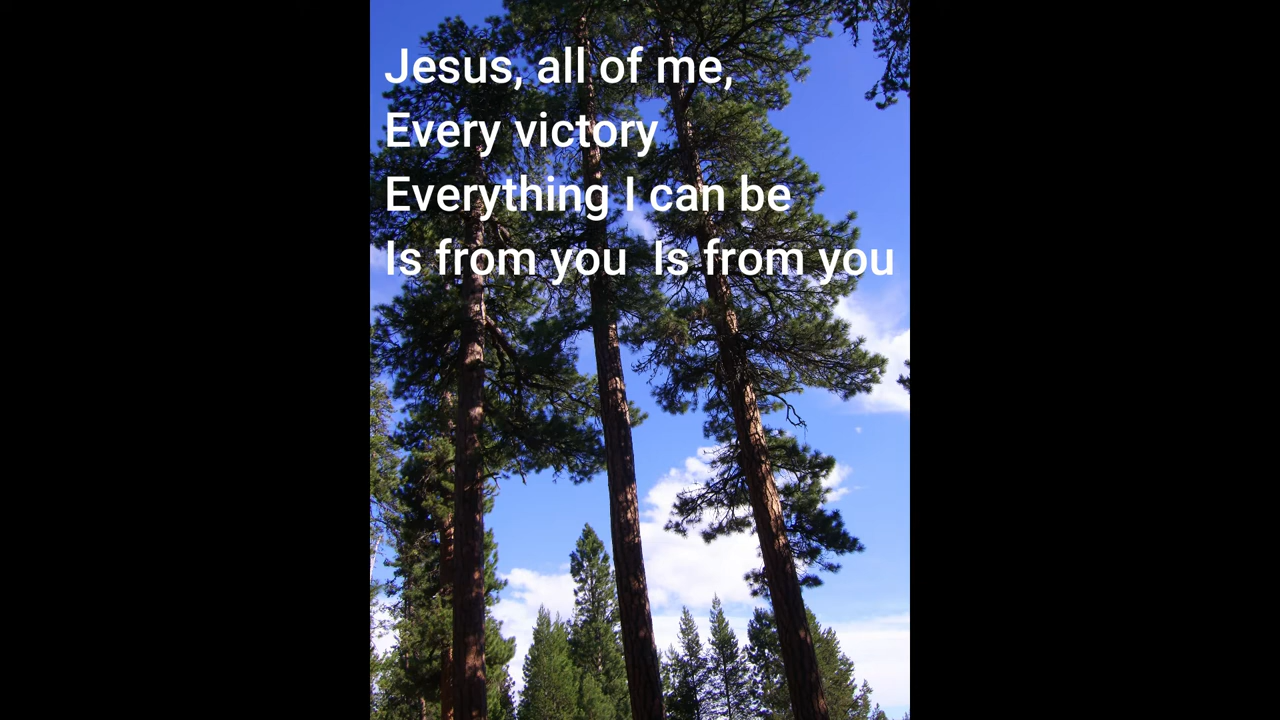 Jesus, all of me,
Every victory
Everything I can be
Is from you  Is from you